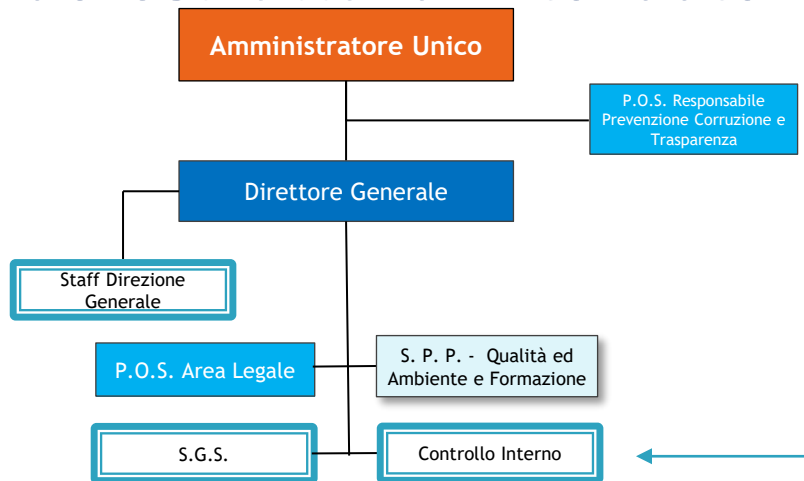 Amministratore Unico
P.O.S. Responsabile
Prevenzione Corruzione e
Trasparenza
Direttore Generale
Staff Direzione
Generale
P.O.S. Area Legale
S. P. P. - Qualità ed
Ambiente e Formazione
S.G.S.
Controllo Interno